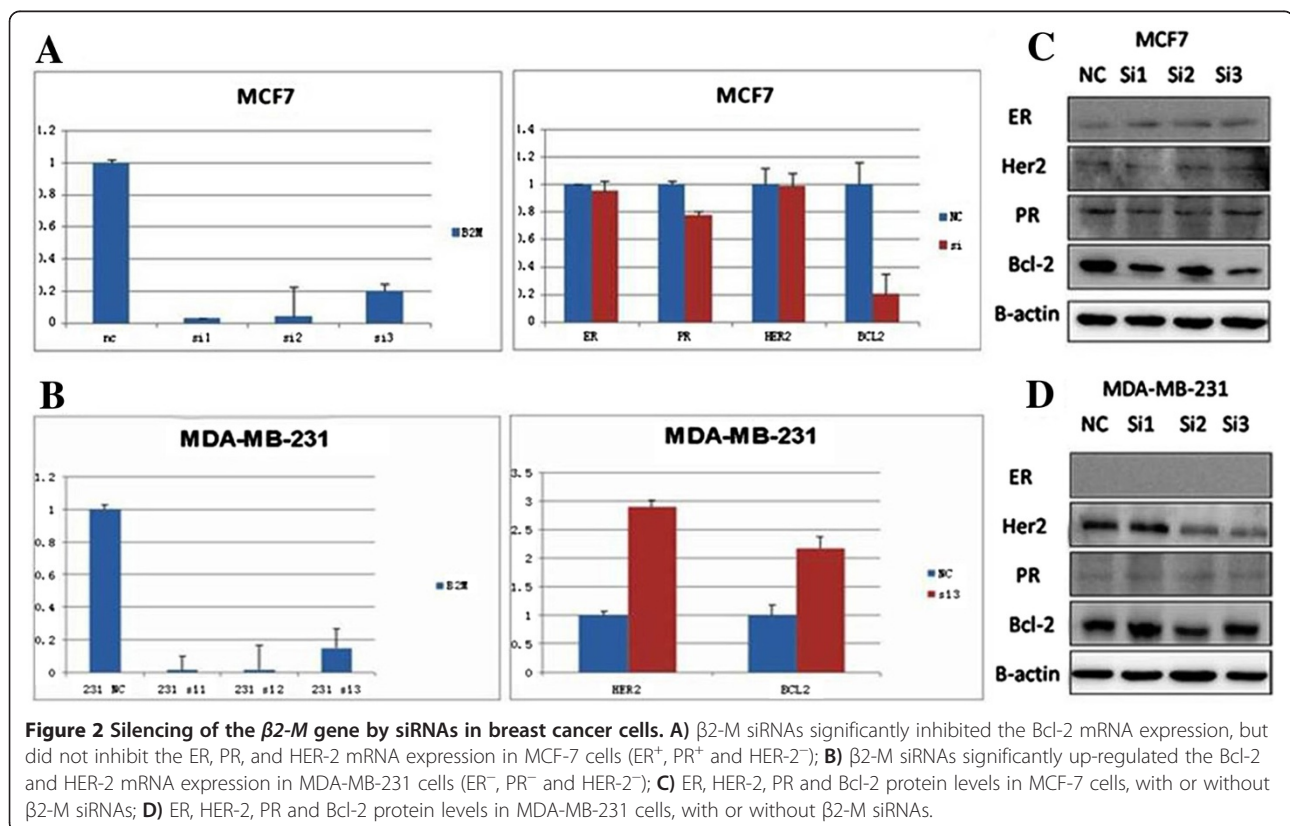 A
MCF7
1.2
1
0.8
0.6
0.4
0.2
0
nc
si1
si2
si3
B2M
MCF7
1.4
1.2
1
0.8
0.6
0.4
0.2
0
ER
PR
HER2
BCL2
NC
si
C
MCF7
NC Si1 Si2 Si3
ER
Her2
PR
Bcl-2
B-actin
B
MDA-MB-231
1.2
1
0.8
0.6
0.4
0.2
0
231 NC
231 si1
231 si2
231 si3
B2M
MDA-MB-231
3.5
3
2.5
2
1.5
1
0.5
0
HER2
BCL2
NC
si3
D
MDA-MB-231
NC Si1 Si2 Si3
ER
Her2
PR
Bcl-2
B-actin
Figure 2 Silencing of the β2-M gene by siRNAs in breast cancer cells. A) β2-M siRNAs significantly inhibited the Bcl-2 mRNA expression, but
did not inhibit the ER, PR, and HER-2 mRNA expression in MCF-7 cells (ER⁺, PR⁺ and HER-2⁻); B) β2-M siRNAs significantly up-regulated the Bcl-2
and HER-2 mRNA expression in MDA-MB-231 cells (ER⁻, PR⁻ and HER-2⁻); C) ER, HER-2, PR and Bcl-2 protein levels in MCF-7 cells, with or without
β2-M siRNAs; D) ER, HER-2, PR and Bcl-2 protein levels in MDA-MB-231 cells, with or without β2-M siRNAs.